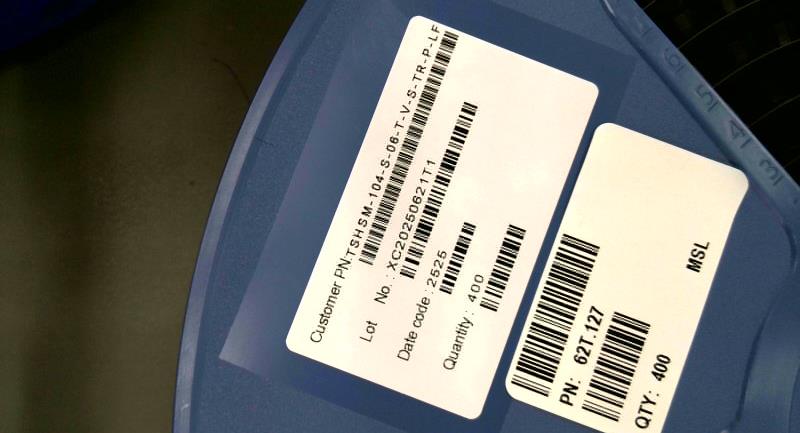 Customer PN:TSHSM-104-S-06-T-V-S-TR-P-LF
Lot No.: XC20250621T1
Date code: 2525
Quantity: 400
PN: 62T.127
QTY: 400
MSL